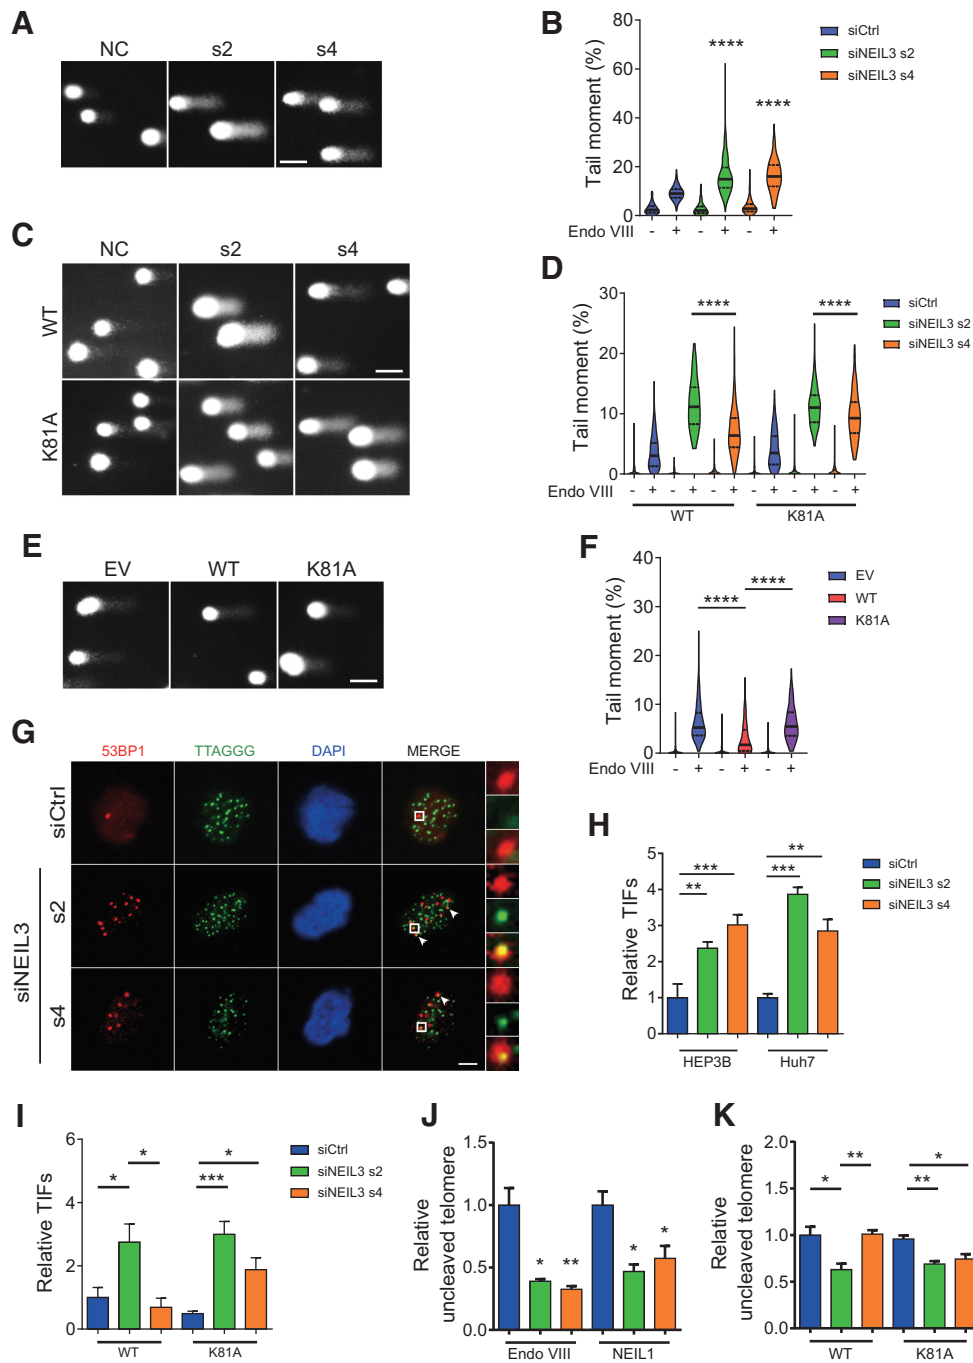 A
NC s2 s4
B
Tail moment (%)
80
60
40
20
0
**** ****
Endo VIII - + - + - +
siCtrl
siNEIL3 s2
siNEIL3 s4
C
NC s2 s4
WT
K81A
D
Tail moment (%)
30
20
10
0
**** ****
Endo VIII - + - + - + - + - + - +
WT K81A
siCtrl
siNEIL3 s2
siNEIL3 s4
E
EV WT K81A
F
Tail moment (%)
40
30
20
10
0
**** ****
Endo VIII - + - + - +
EV
WT
K81A
G
53BP1 TTAGGG DAPI MERGE
siCtrl
siNEIL3
s2
s4
H
Relative TIFs
5
4
3
2
1
0
*** **
** ***
HEP3B Huh7
siCtrl
siNEIL3 s2
siNEIL3 s4
I
Relative TIFs
6
4
2
0
* * *** *
WT K81A
siCtrl
siNEIL3 s2
siNEIL3 s4
J
Relative
uncleaved telomere
1.5
1.0
0.5
0.0
* ** * *
Endo VIII NEIL1
K
Relative
uncleaved telomere
2.0
1.5
1.0
0.5
0.0
* ** ** *
WT K81A